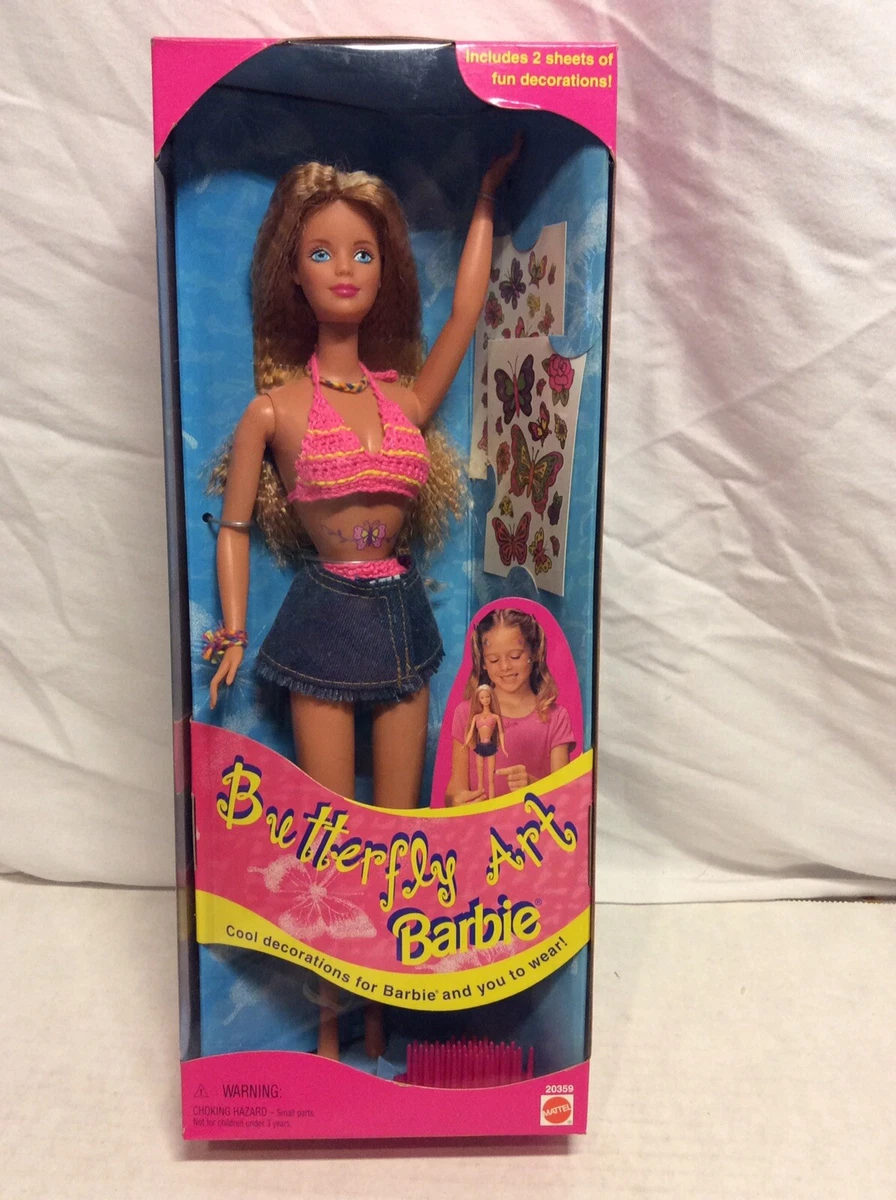 Includes 2 sheets of
fun decorations!
Butterfly Art
Barbie®
Cool decorations for Barbie® and you to wear!
⚠ WARNING:
CHOKING HAZARD – Small parts.
Not for children under 3 years.
20359
MATTEL